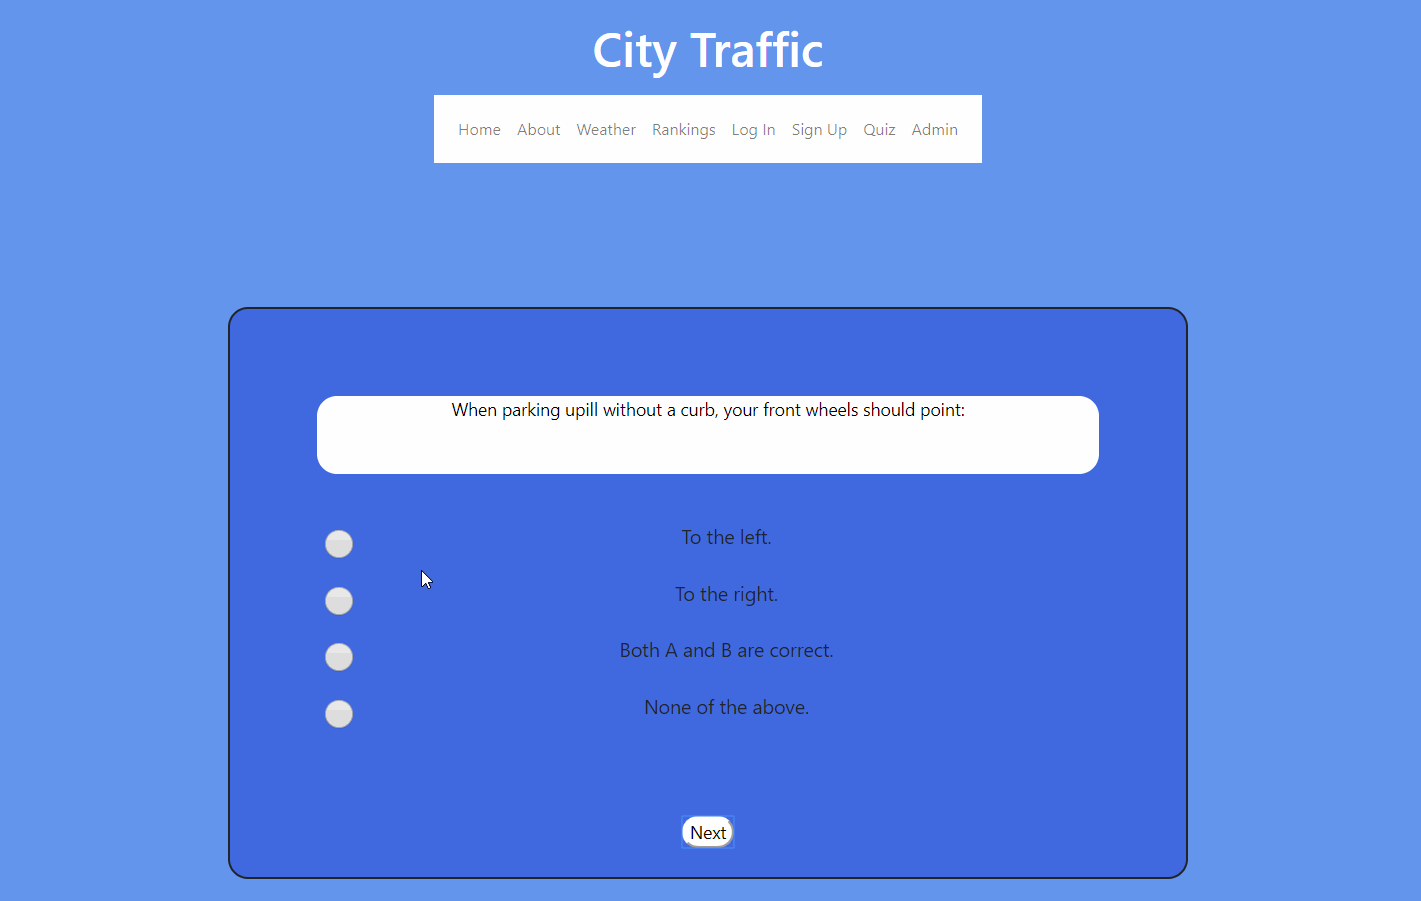 City Traffic
Home About Weather Rankings Log In Sign Up Quiz Admin
When parking upill without a curb, your front wheels should point:
To the left.
To the right.
Both A and B are correct.
None of the above.
Next